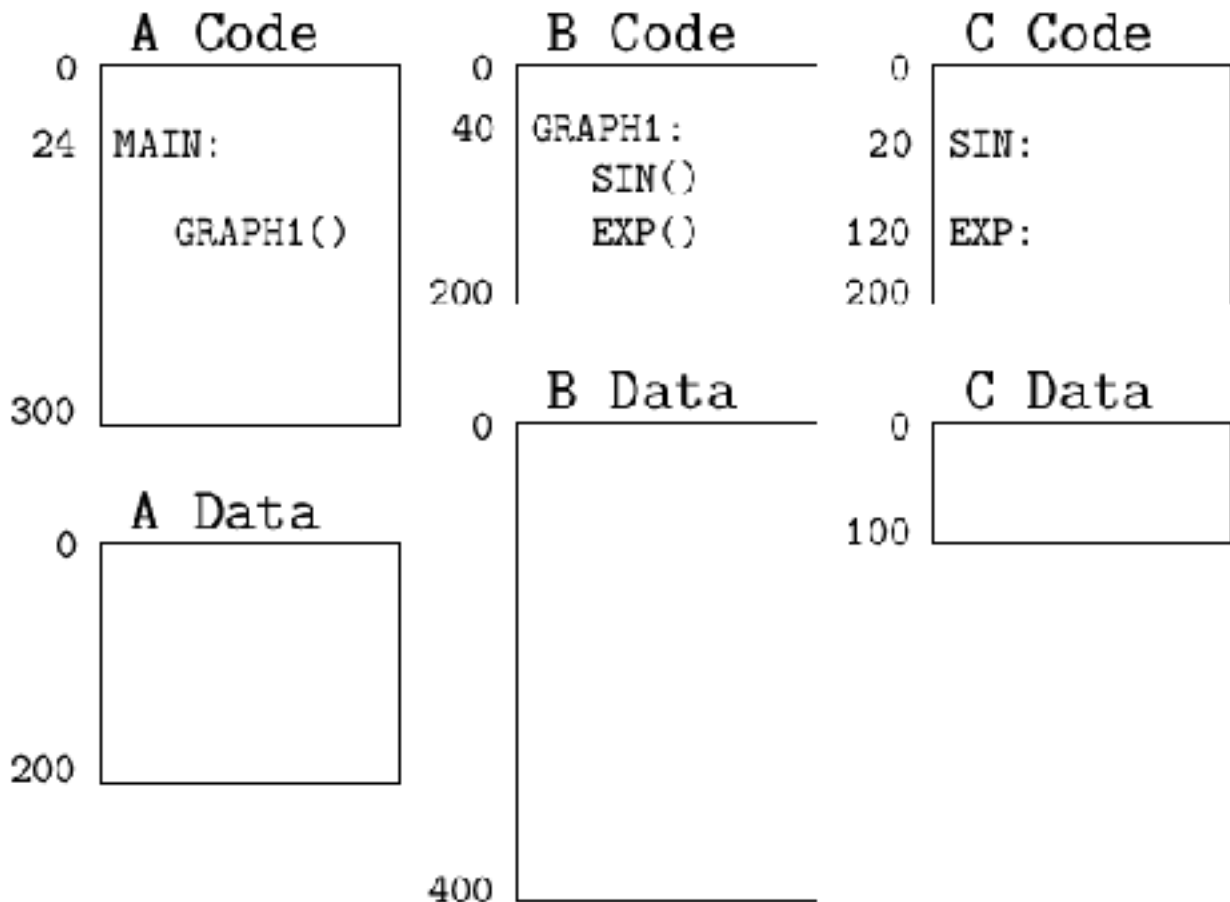 A Code
0
24 MAIN:
GRAPH1()
300
A Data
0
200
B Code
0
40 GRAPH1:
SIN()
EXP()
200
B Data
0
400
C Code
0
20 SIN:
120 EXP:
200
C Data
0
100